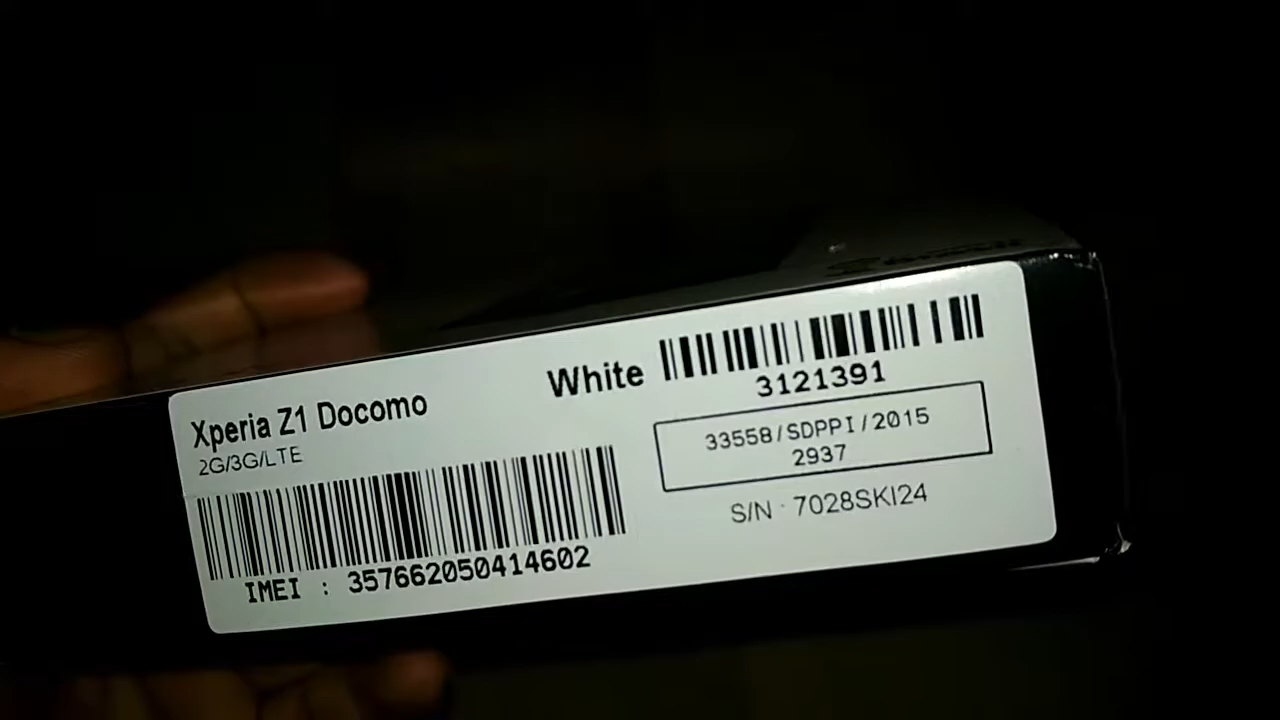 Xperia Z1 Docomo
2G/3G/LTE
IMEI : 357662050414602
White
3121391
33558/SDPPI/2015
2937
S/N : 7028SKI24